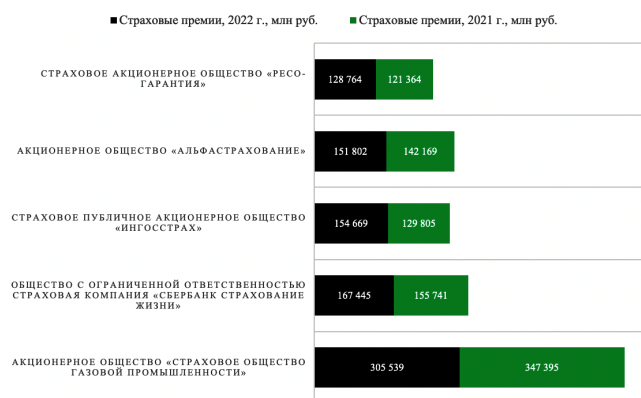 Страховые премии, 2022 г., млн руб. Страховые премии, 2021 г., млн руб.
СТРАХОВОЕ АКЦИОНЕРНОЕ ОБЩЕСТВО «РЕСО-
ГАРАНТИЯ»
128 764 121 364
АКЦИОНЕРНОЕ ОБЩЕСТВО «АЛЬФАСТРАХОВАНИЕ»
151 802 142 169
СТРАХОВОЕ ПУБЛИЧНОЕ АКЦИОНЕРНОЕ ОБЩЕСТВО
«ИНГОССТРАХ»
154 669 129 805
ОБЩЕСТВО С ОГРАНИЧЕННОЙ ОТВЕТСТВЕННОСТЬЮ
СТРАХОВАЯ КОМПАНИЯ «СБЕРБАНК СТРАХОВАНИЕ
ЖИЗНИ»
167 445 155 741
АКЦИОНЕРНОЕ ОБЩЕСТВО «СТРАХОВОЕ ОБЩЕСТВО
ГАЗОВОЙ ПРОМЫШЛЕННОСТИ»
305 539 347 395